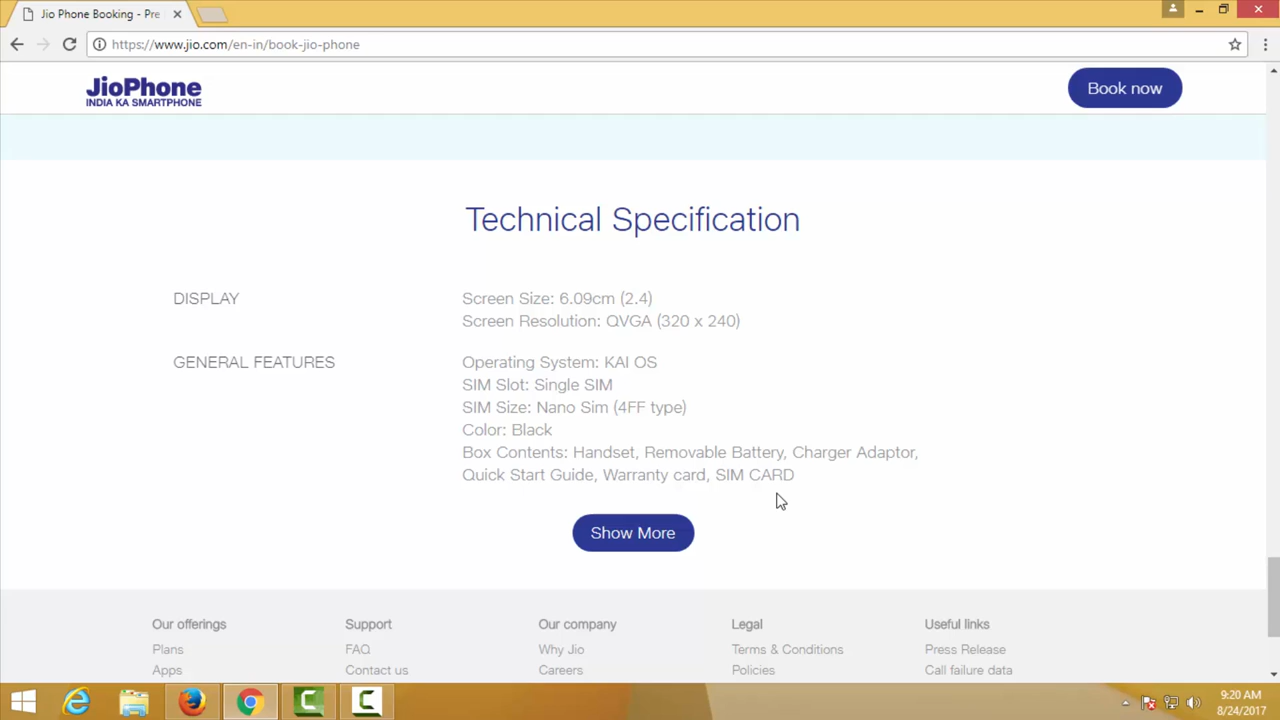 Jio Phone Booking - Pre
https://www.jio.com/en-in/book-jio-phone
JioPhone
INDIA KA SMARTPHONE
Book now
Technical Specification
DISPLAY
Screen Size: 6.09cm (2.4)
Screen Resolution: QVGA (320 x 240)
GENERAL FEATURES
Operating System: KAI OS
SIM Slot: Single SIM
SIM Size: Nano Sim (4FF type)
Color: Black
Box Contents: Handset, Removable Battery, Charger Adaptor,
Quick Start Guide, Warranty card, SIM CARD
Show More
Our offerings
Plans
Apps
Support
FAQ
Contact us
Our company
Why Jio
Careers
Legal
Terms & Conditions
Policies
Useful links
Press Release
Call failure data
9:20 AM
8/24/2017